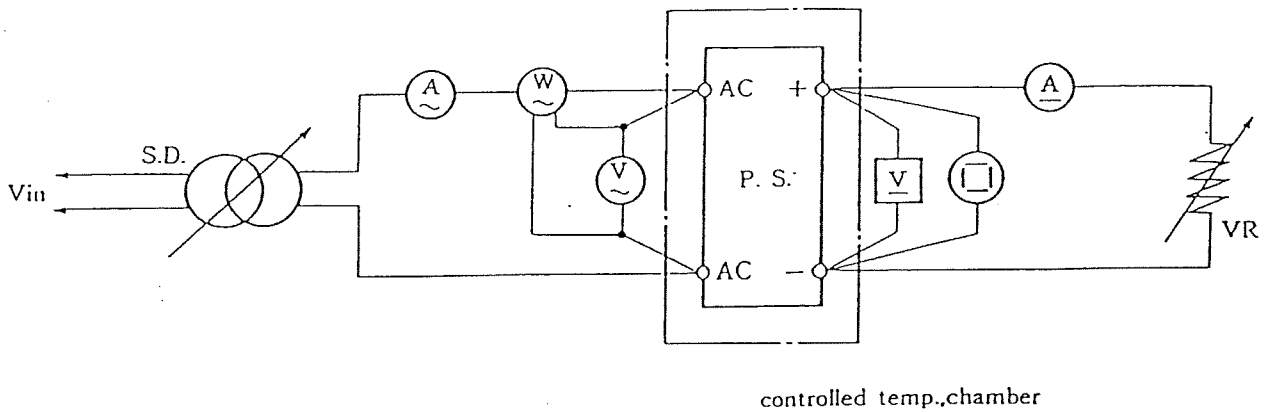 S.D.
Vin
A
W
V
AC +
P. S.
AC -
V
A
VR
controlled temp.,chamber